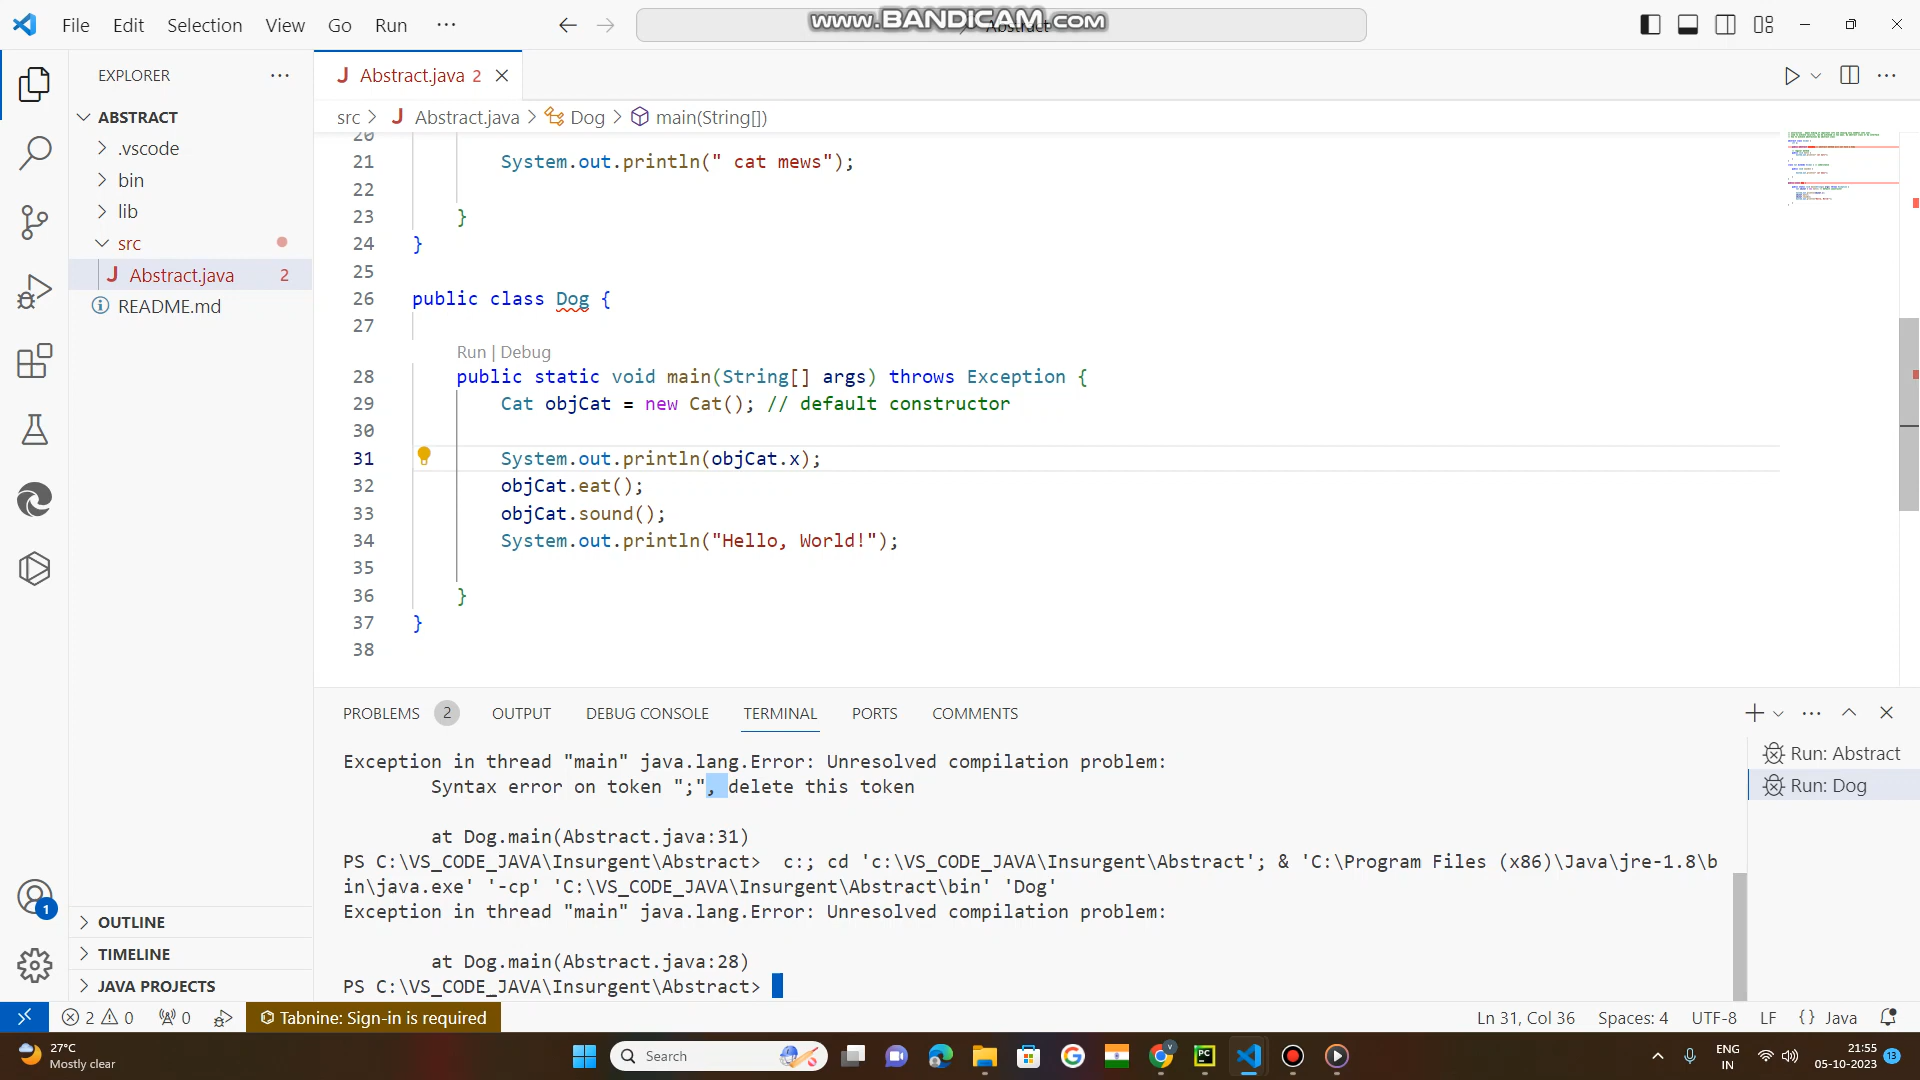 File Edit Selection View Go Run ···
www.BANDICAM.com
Abstract
EXPLORER
ABSTRACT
.vscode
bin
lib
src
Abstract.java 2
README.md
OUTLINE
TIMELINE
JAVA PROJECTS
Abstract.java 2
src > Abstract.java > Dog > main(String[])
20
21 System.out.println(" cat mews");
22
23 }
24 }
25
26 public class Dog {
27
Run | Debug
28 public static void main(String[] args) throws Exception {
29 Cat objCat = new Cat(); // default constructor
30
31 System.out.println(objCat.x);
32 objCat.eat();
33 objCat.sound();
34 System.out.println("Hello, World!");
35
36 }
37 }
38
PROBLEMS 2 OUTPUT DEBUG CONSOLE TERMINAL PORTS COMMENTS
Exception in thread "main" java.lang.Error: Unresolved compilation problem:
Syntax error on token ";", delete this token
at Dog.main(Abstract.java:31)
PS C:\VS_CODE_JAVA\Insurgent\Abstract> c:; cd 'c:\VS_CODE_JAVA\Insurgent\Abstract'; & 'C:\Program Files (x86)\Java\jre-1.8\b
in\java.exe' '-cp' 'C:\VS_CODE_JAVA\Insurgent\Abstract\bin' 'Dog'
Exception in thread "main" java.lang.Error: Unresolved compilation problem:
at Dog.main(Abstract.java:28)
PS C:\VS_CODE_JAVA\Insurgent\Abstract>
Run: Abstract
Run: Dog
1
2 0 0 Tabnine: Sign-in is required Ln 31, Col 36 Spaces: 4 UTF-8 LF {} Java
27°C
Mostly clear
Search
PC
ENG
IN
21:55
05-10-2023
13